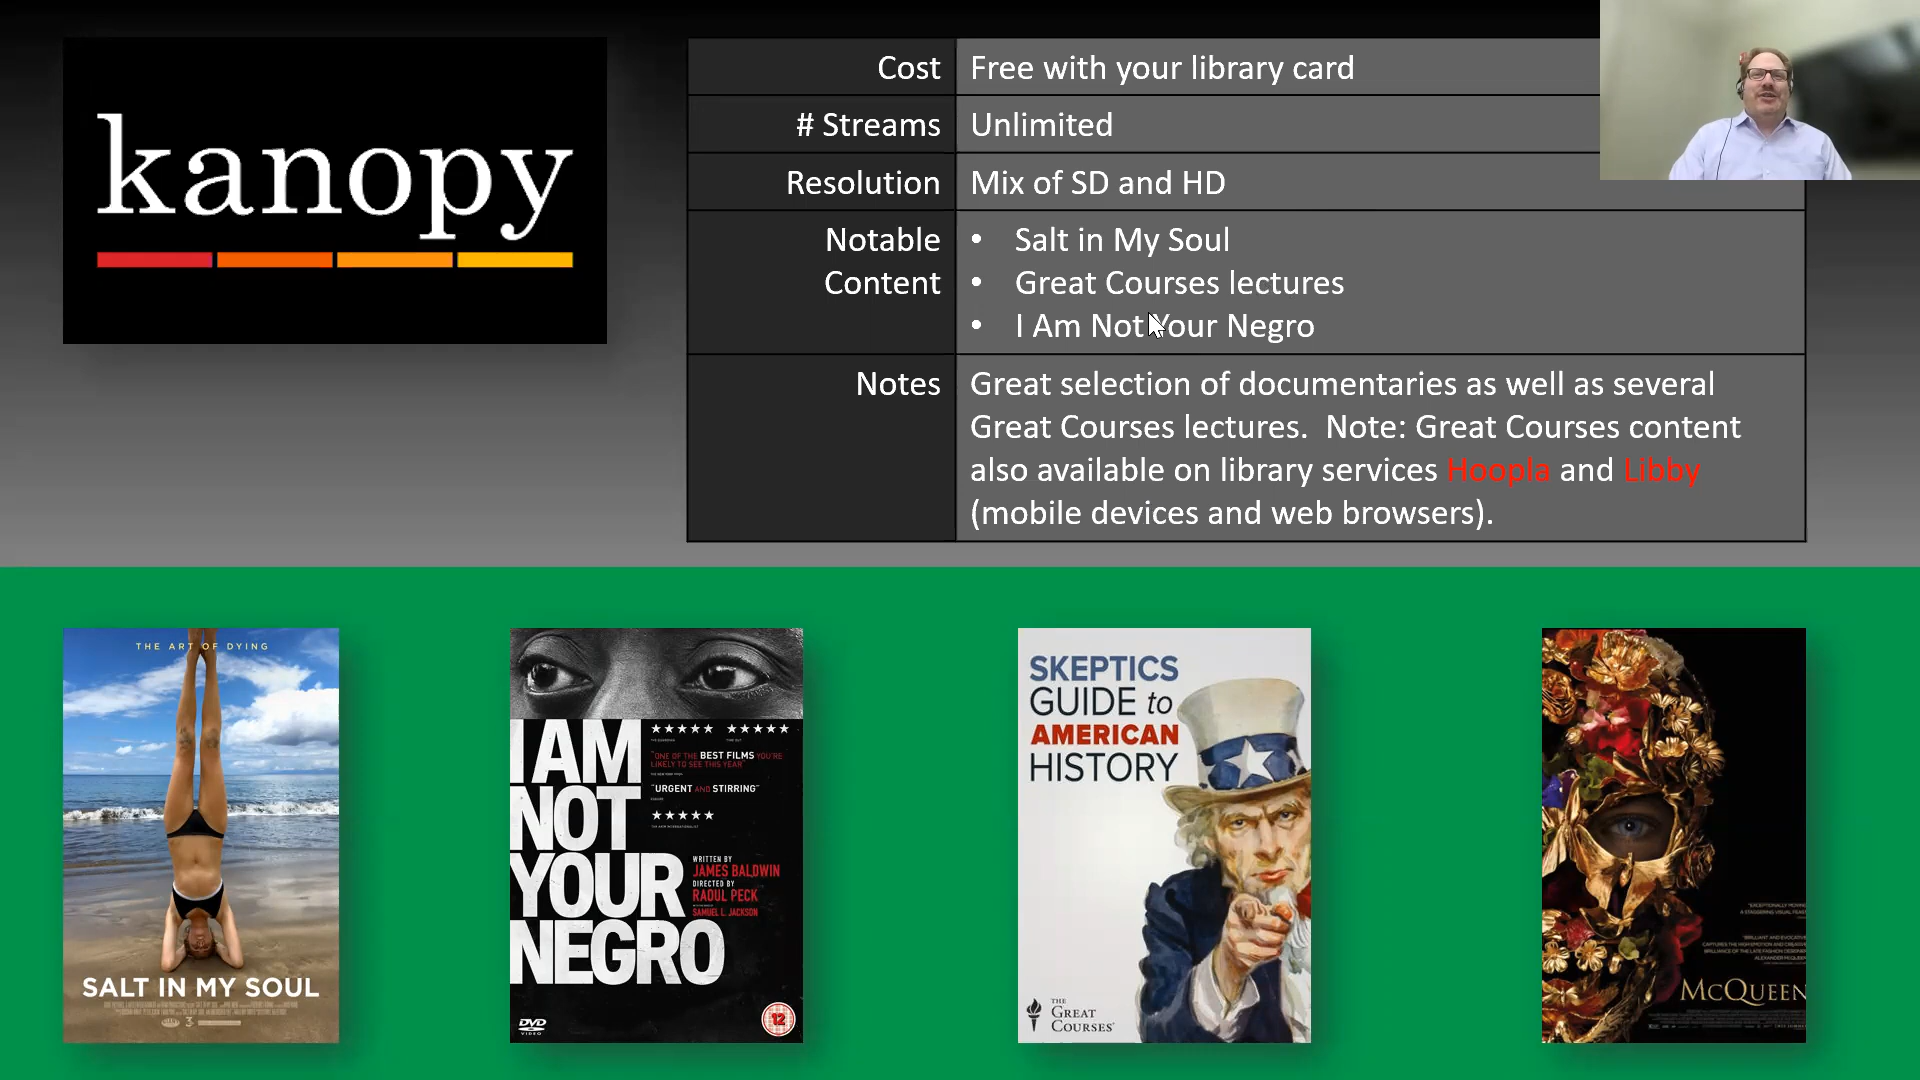 kanopy
Cost
Free with your library card
# Streams
Unlimited
Resolution
Mix of SD and HD
Notable
Content
• Salt in My Soul
• Great Courses lectures
• I Am Not Your Negro
Notes
Great selection of documentaries as well as several
Great Courses lectures. Note: Great Courses content
also available on library services Hoopla and Libby
(mobile devices and web browsers).
THE ART OF DYING
SALT IN MY SOUL
I AM
NOT
YOUR
NEGRO
"ONE OF THE BEST FILMS YOU'RE
LIKELY TO SEE THIS YEAR"
"URGENT AND STIRRING"
WRITTEN BY
JAMES BALDWIN
DIRECTED BY
RAOUL PECK
SAMUEL L. JACKSON
DVD
VIDEO
12
SKEPTICS
GUIDE to
AMERICAN
HISTORY
THE
GREAT
COURSES
MCQUEEN